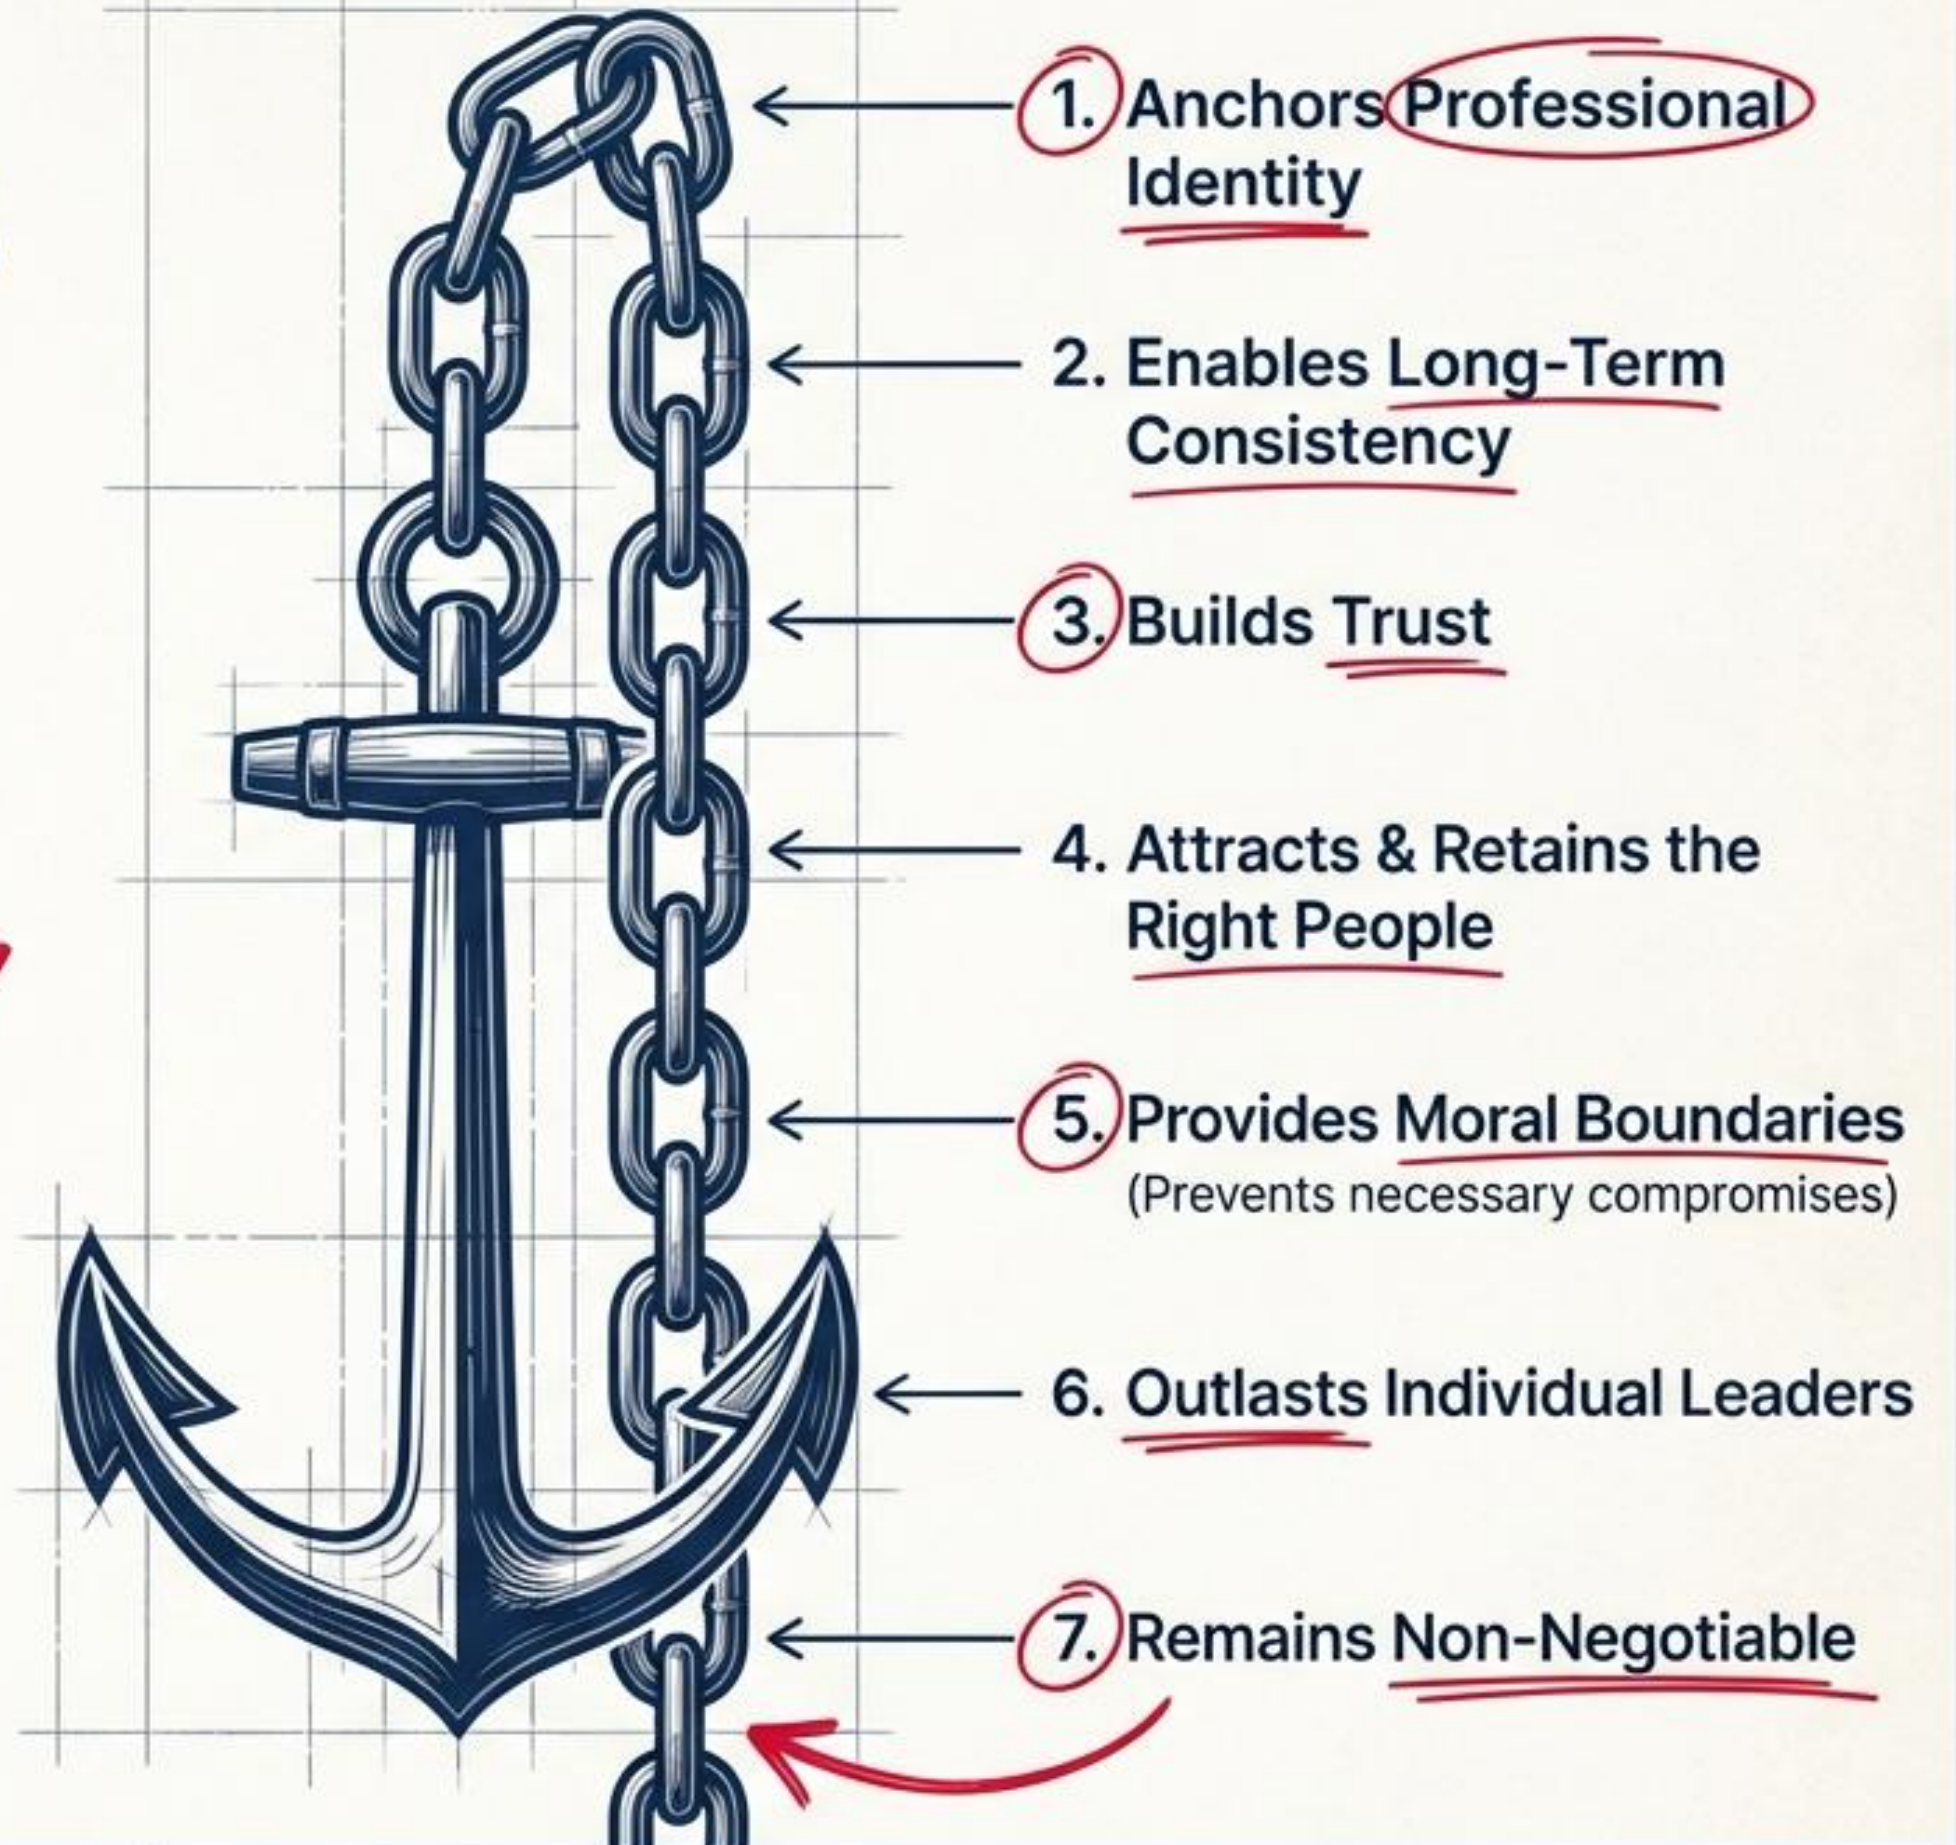 1. Anchors Professional
Identity
2. Enables Long-Term
Consistency
3. Builds Trust
4. Attracts & Retains the
Right People
5. Provides Moral Boundaries
(Prevents necessary compromises)
6. Outlasts Individual Leaders
7. Remains Non-Negotiable